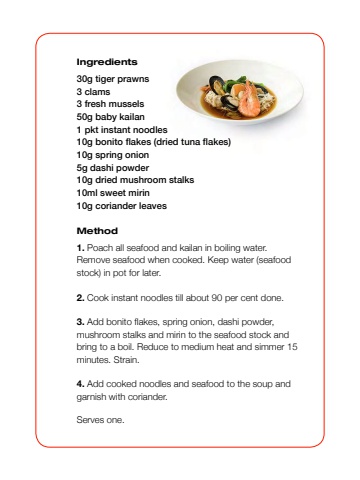 Ingredients
30g tiger prawns
3 clams
3 fresh mussels
50g baby kailan
1 pkt instant noodles
10g bonito flakes (dried tuna flakes)
10g spring onion
5g dashi powder
10g dried mushroom stalks
10ml sweet mirin
10g coriander leaves
Method
1. Poach all seafood and kailan in boiling water.
Remove seafood when cooked. Keep water (seafood
stock) in pot for later.
2. Cook instant noodles till about 90 per cent done.
3. Add bonito flakes, spring onion, dashi powder,
mushroom stalks and mirin to the seafood stock and
bring to a boil. Reduce to medium heat and simmer 15
minutes. Strain.
4. Add cooked noodles and seafood to the soup and
garnish with coriander.
Serves one.